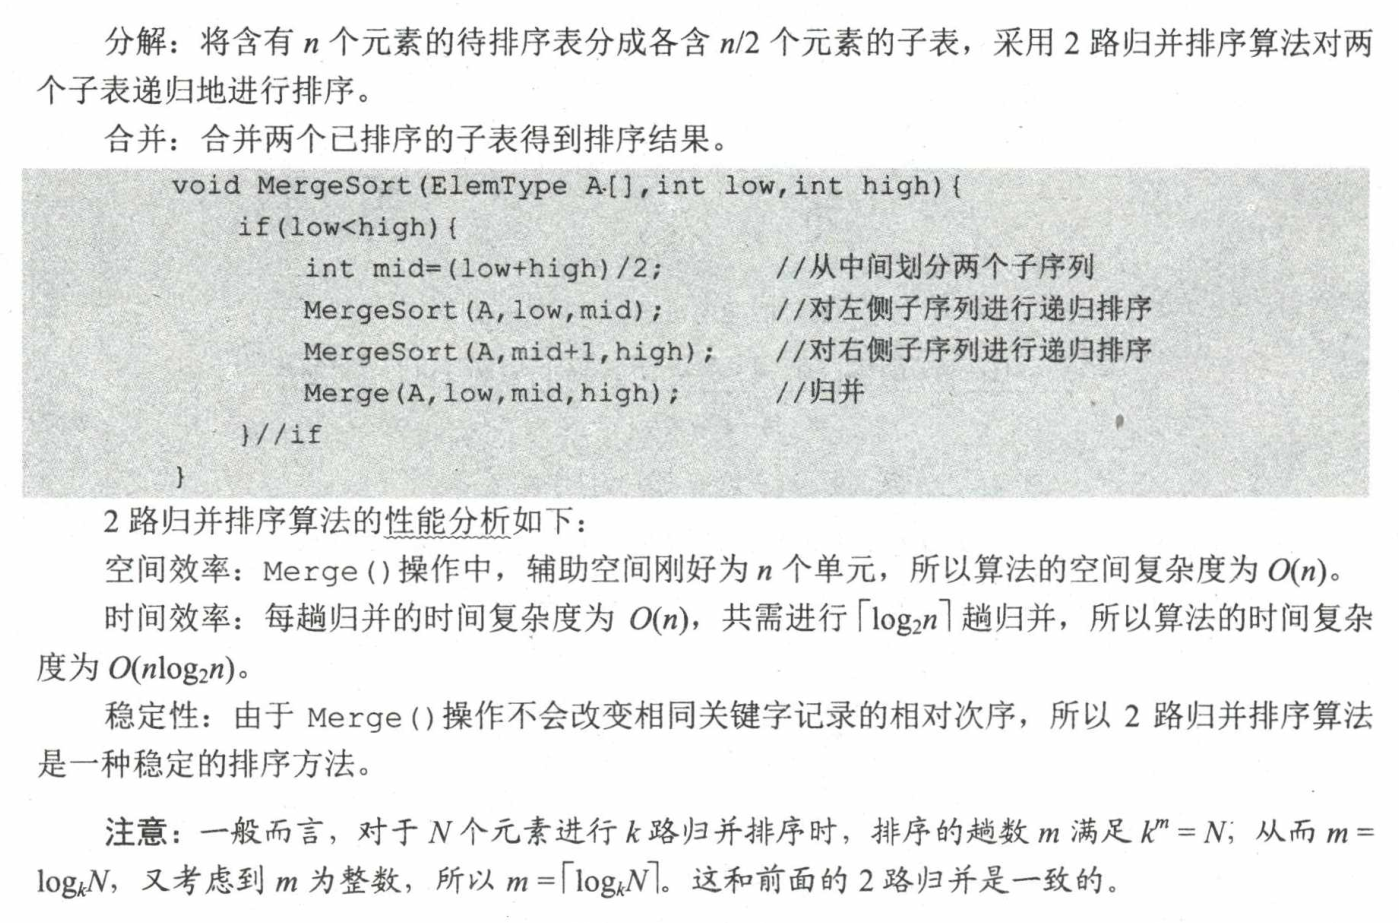 分解：将含有 n 个元素的待排序表分成各含 n/2 个元素的子表，采用 2 路归并排序算法对两
个子表递归地进行排序。
合并：合并两个已排序的子表得到排序结果。
void MergeSort(ElemType A[],int low,int high){
if(low<high){
int mid=(low+high)/2; //从中间划分两个子序列
MergeSort(A,low,mid); //对左侧子序列进行递归排序
MergeSort(A,mid+1,high); //对右侧子序列进行递归排序
Merge(A,low,mid,high); //归并
}//if
}
2 路归并排序算法的性能分析如下：
空间效率：Merge()操作中，辅助空间刚好为 n 个单元，所以算法的空间复杂度为 O(n)。
时间效率：每趟归并的时间复杂度为 O(n)，共需进行⌈log₂n⌉趟归并，所以算法的时间复杂
度为 O(nlog₂n)。
稳定性：由于 Merge()操作不会改变相同关键字记录的相对次序，所以 2 路归并排序算法
是一种稳定的排序方法。
注意：一般而言，对于 N 个元素进行 k 路归并排序时，排序的趟数 m 满足 kᵐ = N，从而 m =
logₖN，又考虑到 m 为整数，所以 m =⌈logₖN⌉。这和前面的 2 路归并是一致的。